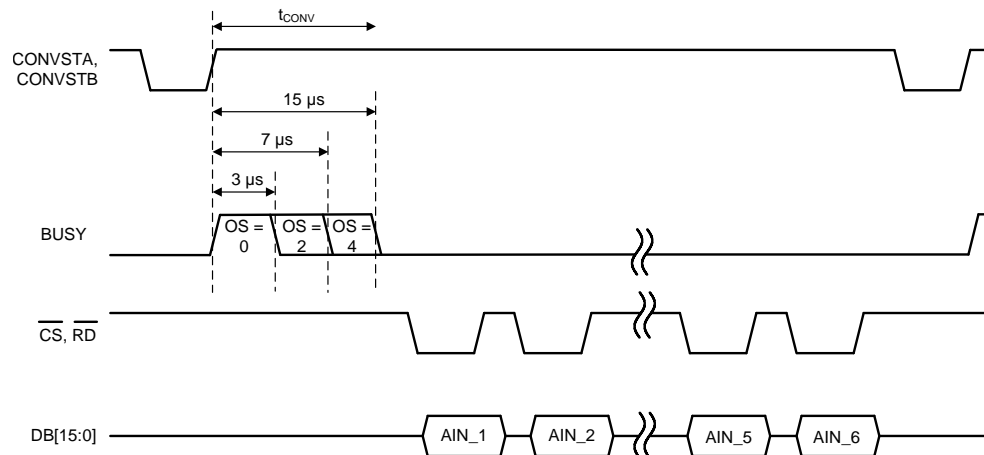 t_CONV
CONVSTA,
CONVSTB
15 µs
7 µs
3 µs
BUSY
OS =
0
OS =
2
OS =
4
CS, RD
DB[15:0]
AIN_1
AIN_2
AIN_5
AIN_6